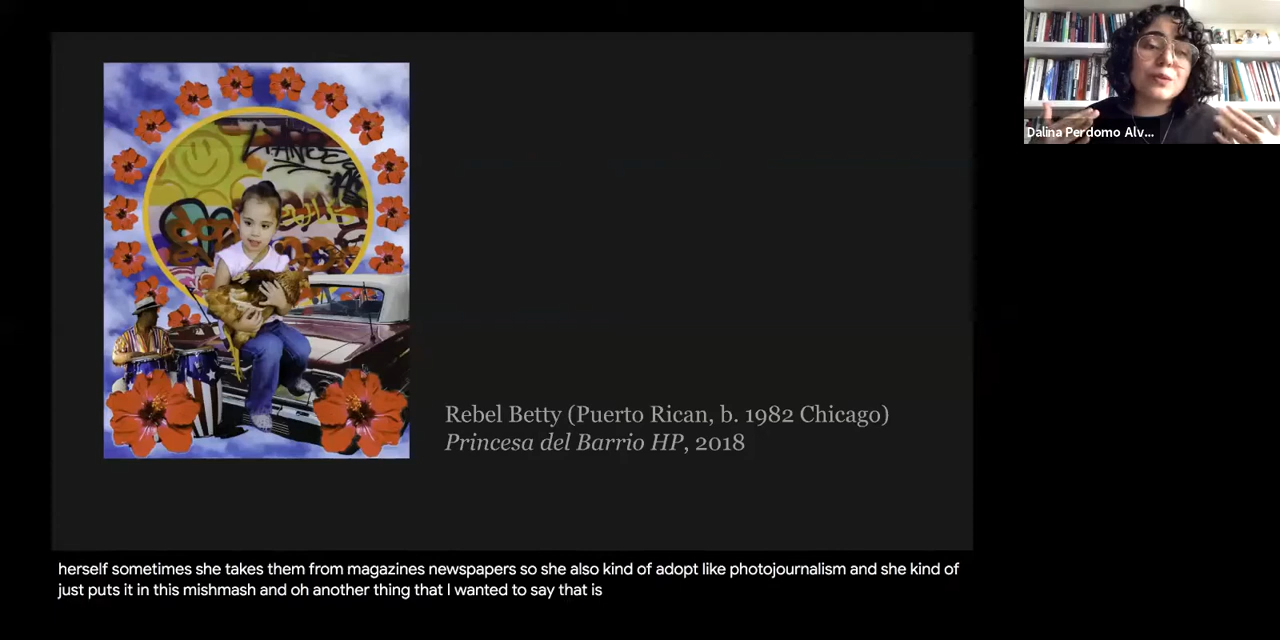 Dalina Perdomo Alv...
Rebel Betty (Puerto Rican, b. 1982 Chicago)
Princesa del Barrio HP, 2018
herself sometimes she takes them from magazines newspapers so she also kind of adopt like photojournalism and she kind of
just puts it in this mishmash and oh another thing that I wanted to say that is